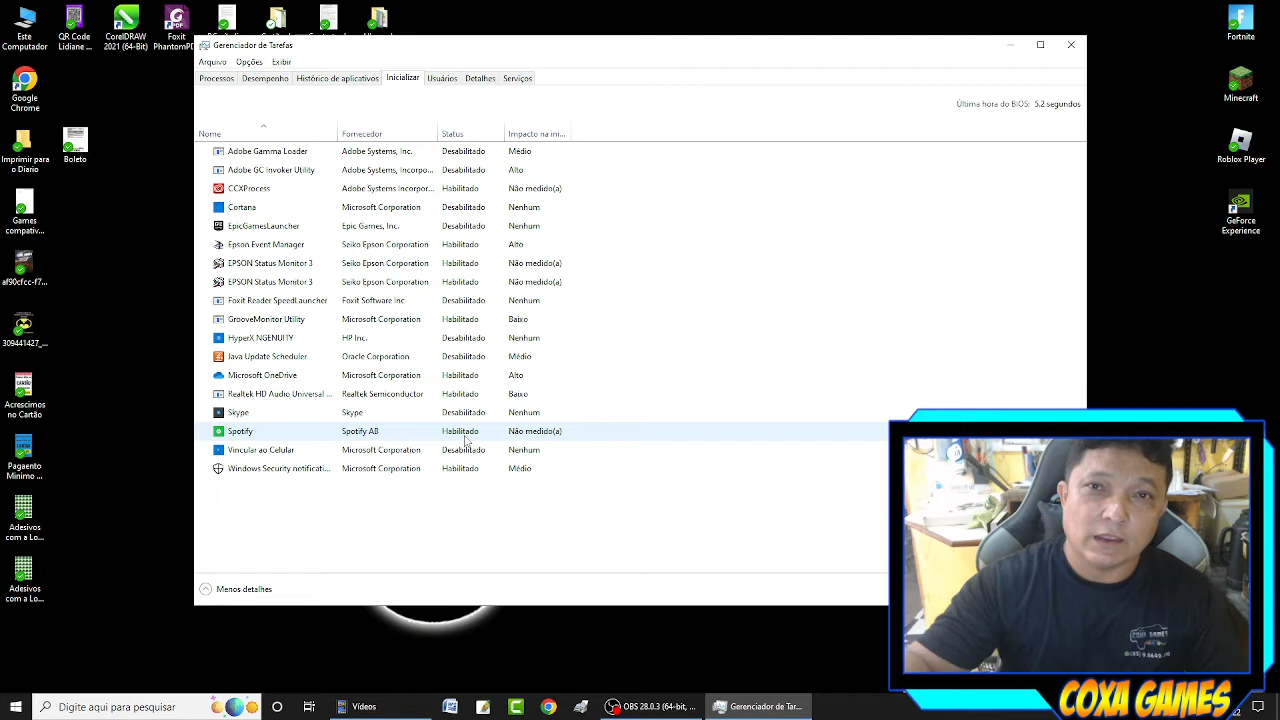 Este Computador
QR Code Lidiane ...
CorelDRAW 2021 (64-Bit)
Foxit PhantomPD
Google Chrome
Imprimir para o Diario
Boleto
Games compativ...
af90cfcc-f7...
309441427_...
Acrescimos no Cartão
Pagaento Minimo ...
Adesivos com a Lo...
Adesivos com a Lo...
Gerenciador de Tarefas
Arquivo Opções Exibir
Processos Desempenho Histórico de aplicativos Inicializar Usuários Detalhes Serviços
Última hora do BIOS: 5.2 segundos
Nome Fornecedor Status Impacto na ini...
Adobe Gamma Loader Adobe Systems, Inc. Desabilitado Médio
Adobe GC Invoker Utility Adobe Systems, Incorpo... Desabilitado Alto
CCXProcess Adobe Systems Incorpor... Habilitado Não medido(a)
Cortana Microsoft Corporation Desabilitado Nenhum
EpicGamesLauncher Epic Games, Inc. Desabilitado Nenhum
Epson Event Manager Seiko Epson Corporation Habilitado Alto
EPSON Status Monitor 3 Seiko Epson Corporation Habilitado Não medido(a)
EPSON Status Monitor 3 Seiko Epson Corporation Habilitado Não medido(a)
Foxit Reader SpeedLauncher Foxit Software Inc Desabilitado Nenhum
GrooveMonitor Utility Microsoft Corporation Habilitado Baixo
HyperX NGENUITY HP Inc. Desabilitado Nenhum
Java Update Scheduler Oracle Corporation Desabilitado Médio
Microsoft OneDrive Microsoft Corporation Habilitado Alto
Realtek HD Audio Universal ... Realtek Semiconductor Habilitado Baixo
Skype Skype Desabilitado Nenhum
Spotify Spotify AB Habilitado Não medido(a)
Vincular ao Celular Microsoft Corporation Desabilitado Nenhum
Windows Security notificati... Microsoft Corporation Habilitado Médio
Menos detalhes
Fortnite
Minecraft
Roblox Player
GeForce Experience
COXA GAMES
COXA GAMES
Digite aqui para pesquisar
Vídeos
OBS 28.0.3 (64-bit, ...
Gerenciador de Tar...